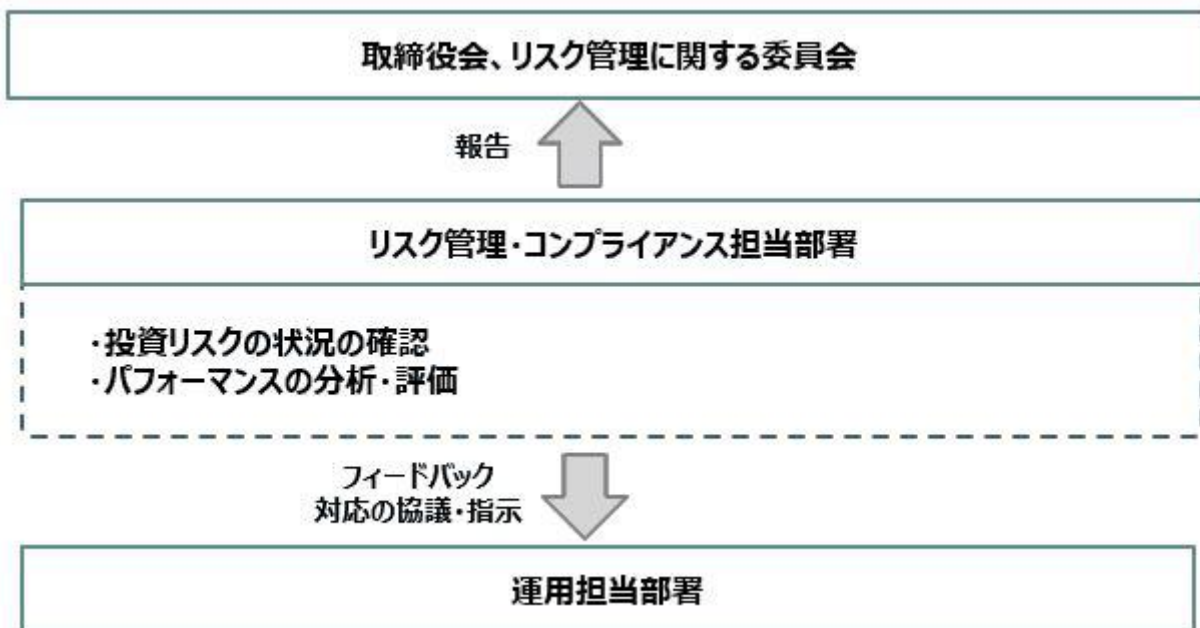 取締役会、リスク管理に関する委員会
報告
リスク管理・コンプライアンス担当部署
・投資リスクの状況の確認
・パフォーマンスの分析・評価
フィードバック
対応の協議・指示
運用担当部署